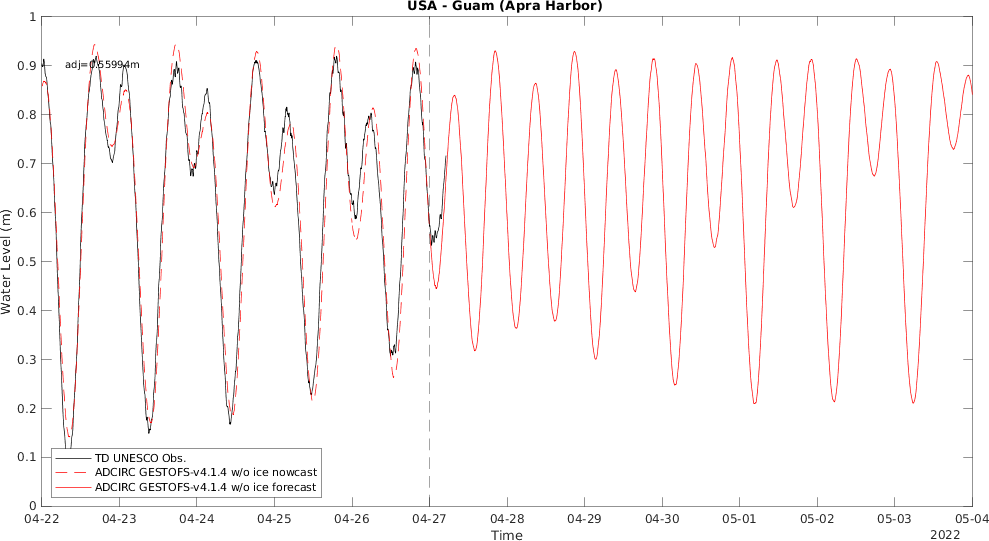 USA - Guam (Apra Harbor)
1
0.9
0.8
0.7
0.6
0.5
0.4
0.3
0.2
0.1
0
adj=0.55994m
Water Level (m)
TD UNESCO Obs.
ADCIRC GESTOFS-v4.1.4 w/o ice nowcast
ADCIRC GESTOFS-v4.1.4 w/o ice forecast
04-22 04-23 04-24 04-25 04-26 04-27 04-28 04-29 04-30 05-01 05-02 05-03 05-04
Time
2022